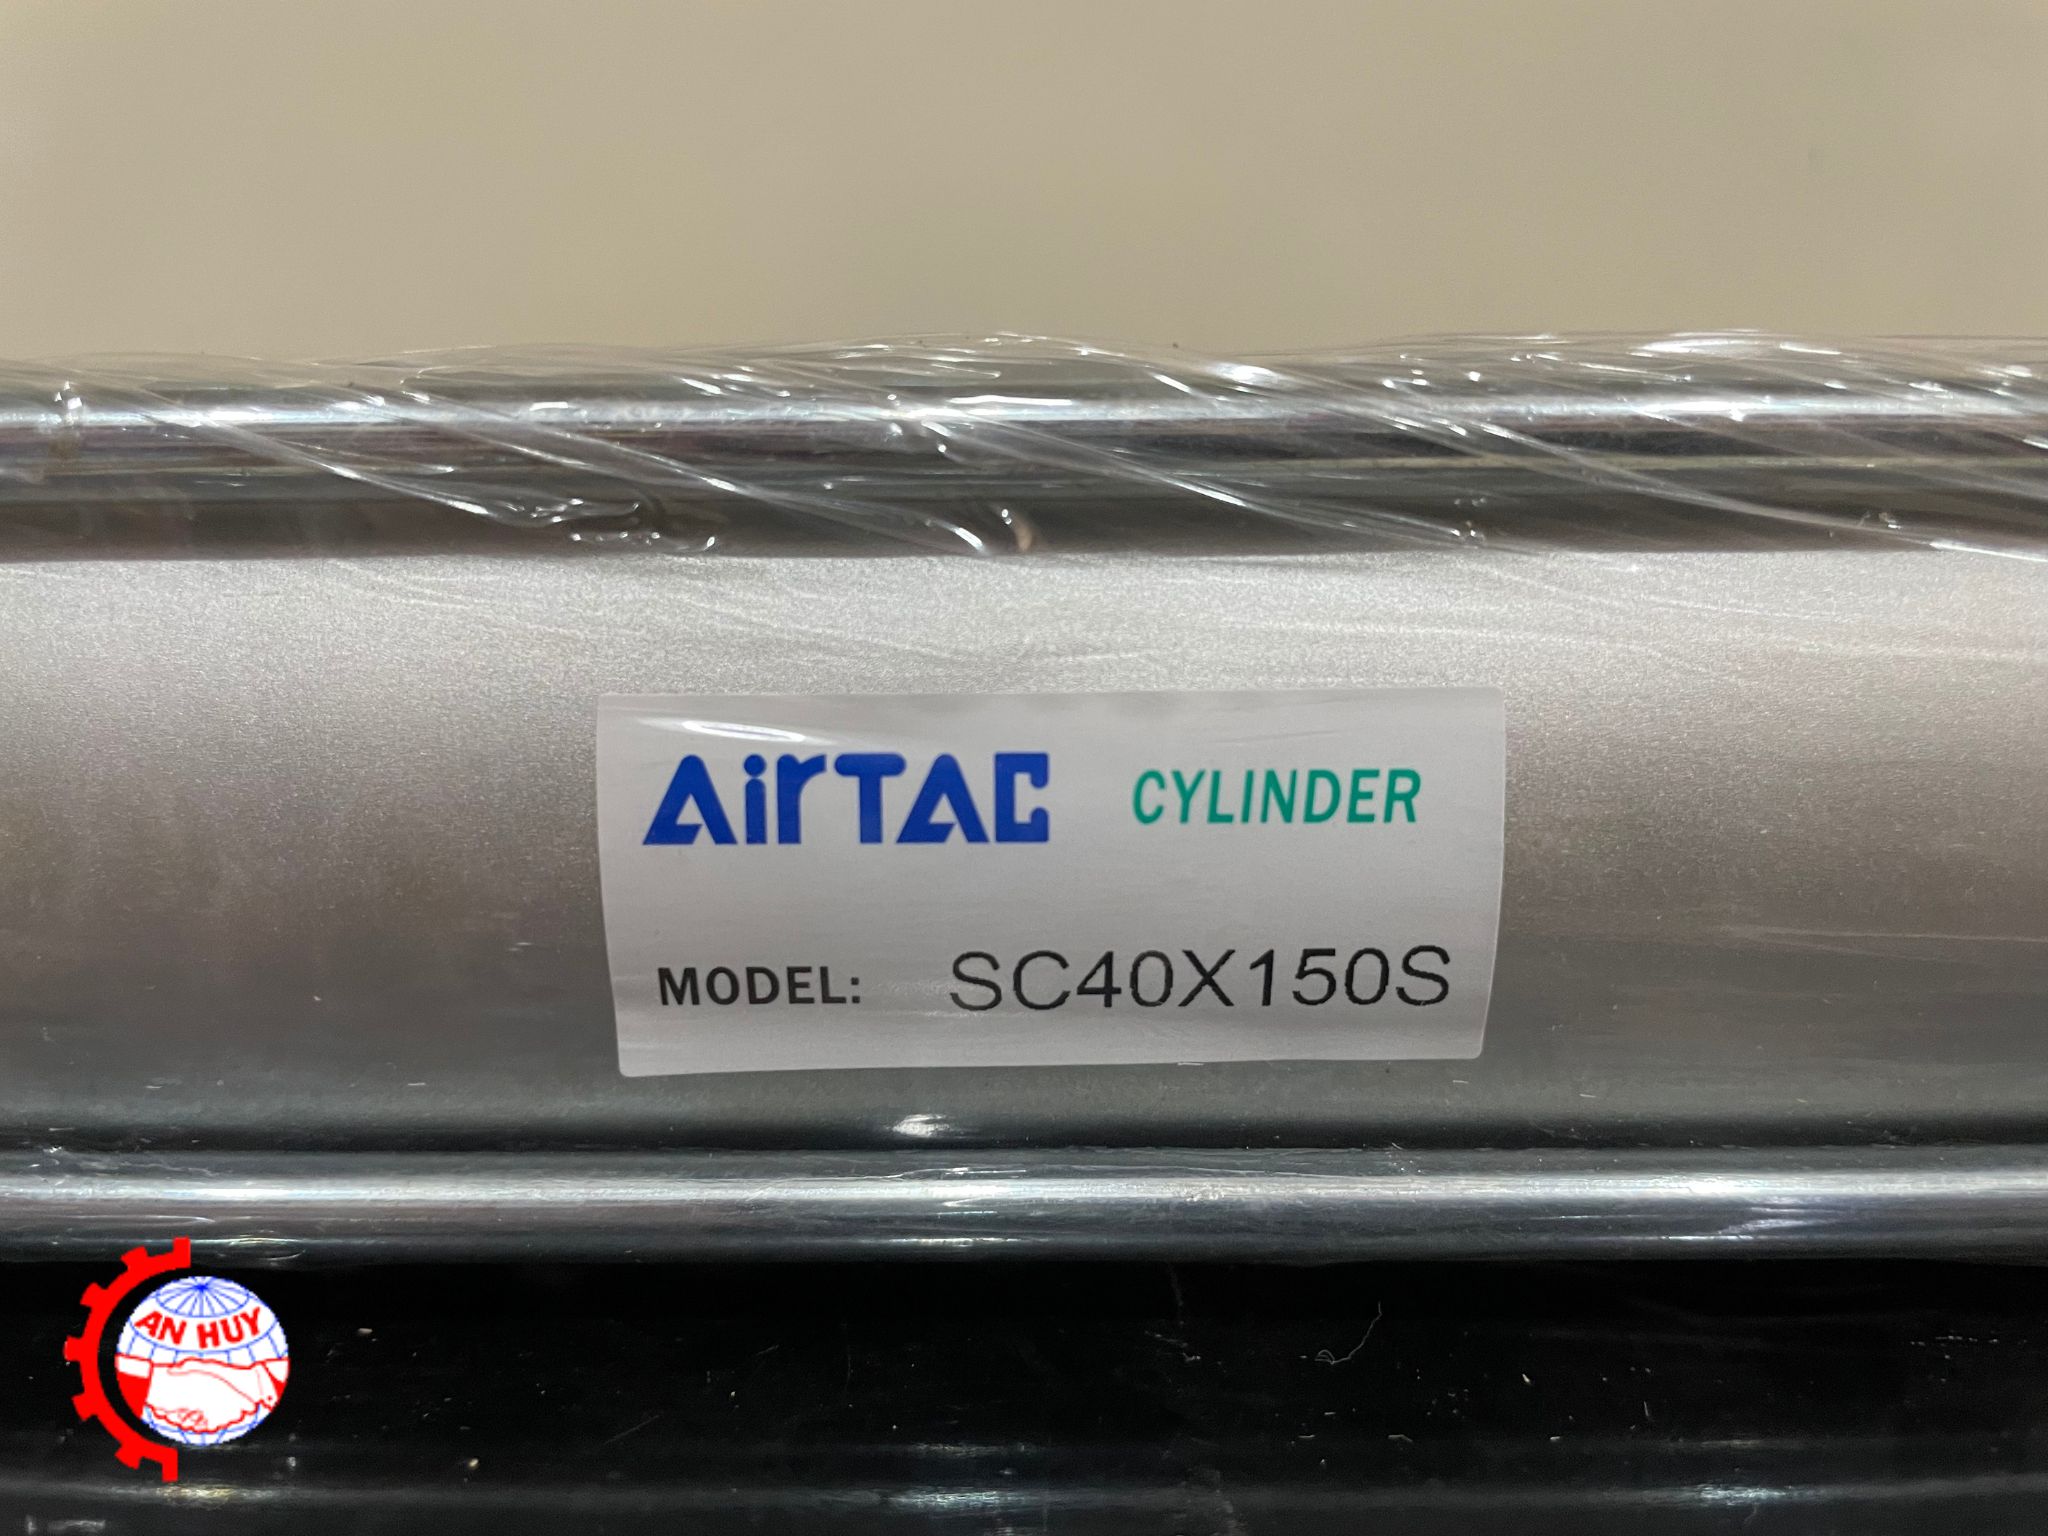 AirTAC CYLINDER
MODEL: SC40X150S
AN HUY